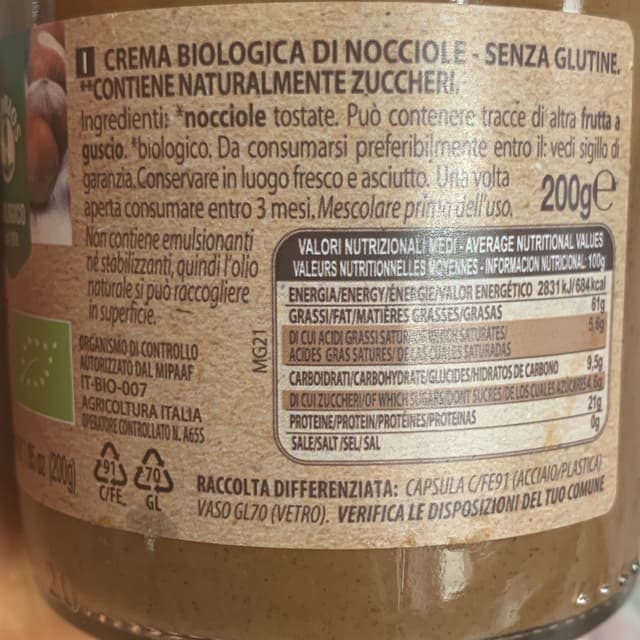 I CREMA BIOLOGICA DI NOCCIOLE - SENZA GLUTINE.
**CONTIENE NATURALMENTE ZUCCHERI.
Ingredienti: *nocciole tostate. Può contenere tracce di altra frutta a
guscio. *biologico. Da consumarsi preferibilmente entro il: vedi sigillo di
garanzia. Conservare in luogo fresco e asciutto. Una volta
aperta consumare entro 3 mesi. Mescolare prima dell'uso.
200g e
Non contiene emulsionanti
né stabilizzanti, quindi l'olio
naturale si può raccogliere
in superficie.
VALORI NUTRIZIONALI MEDI - AVERAGE NUTRITIONAL VALUES
VALEURS NUTRITIONNELLES MOYENNES - INFORMACION NUTRICIONAL: 100g
ENERGIA/ENERGY/ÉNERGIE/VALOR ENERGÉTICO 2831 kJ/684 kcal
GRASSI/FAT/MATIÈRES GRASSES/GRASAS 61g
DI CUI ACIDI GRASSI SATURI/OF WHICH SATURATES/
ACIDES GRAS SATURES/DE LAS CUALES SATURADAS 5,6g
CARBOIDRATI/CARBOHYDRATE/GLUCIDES/HIDRATOS DE CARBONO 9,5g
DI CUI ZUCCHERI/OF WHICH SUGARS/DONT SUCRES/DE LOS CUALES AZÚCARES
PROTEINE/PROTEIN/PROTÉINES/PROTEINAS 21g
SALE/SALT/SEL/SAL 0g
MG21
ORGANISMO DI CONTROLLO
AUTORIZZATO DAL MIPAAF
IT-BIO-007
AGRICOLTURA ITALIA
OPERATORE CONTROLLATO N. A655
oz (200g)
91
C/FE
70
GL
RACCOLTA DIFFERENZIATA: CAPSULA C/FE91 (ACCIAIO/PLASTICA)
VASO GL70 (VETRO). VERIFICA LE DISPOSIZIONI DEL TUO COMUNE